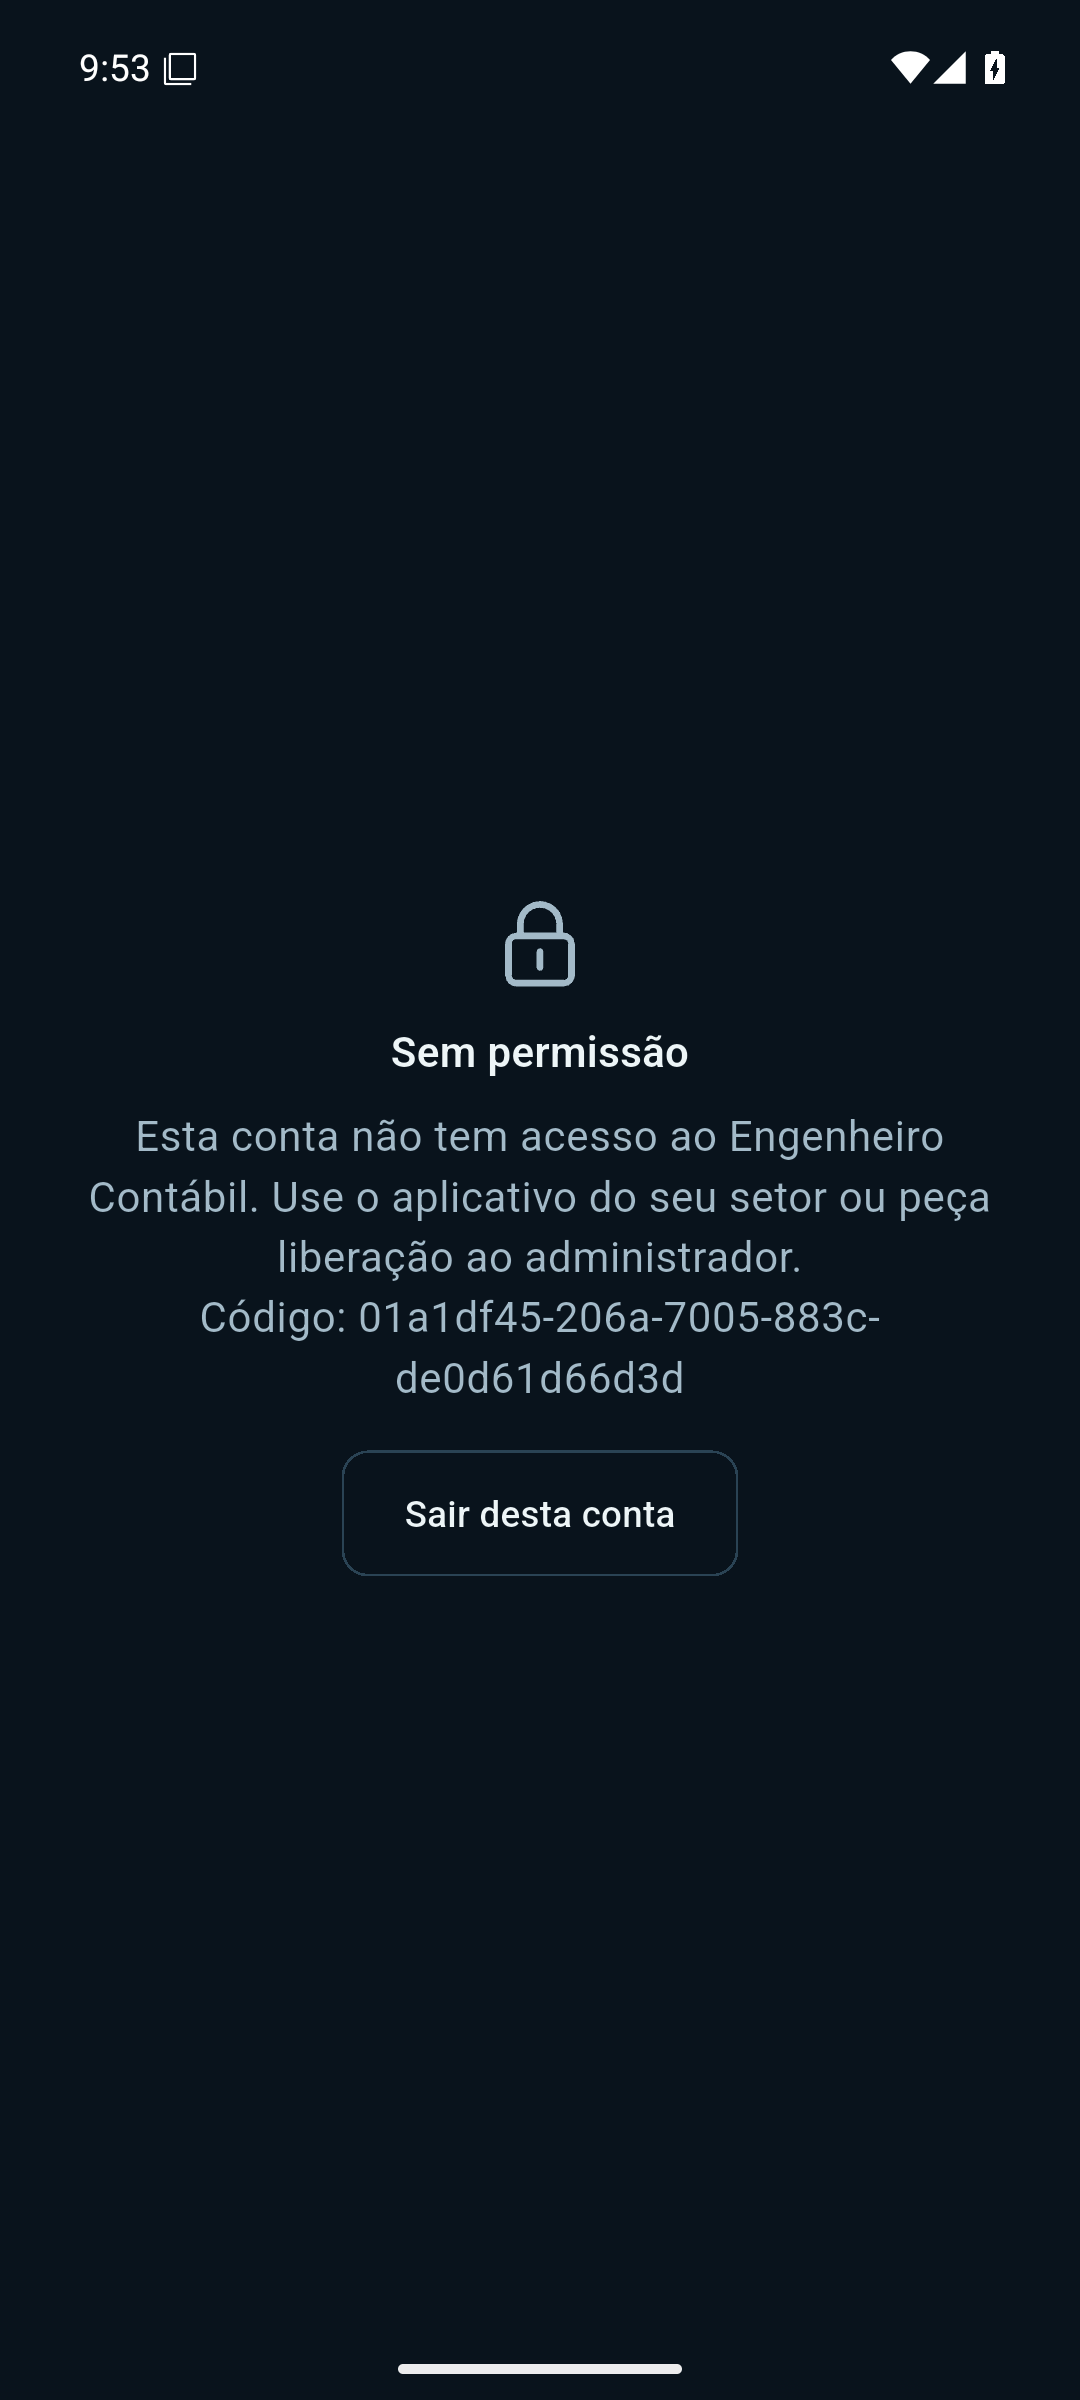 9:53
Sem permissão
Esta conta não tem acesso ao Engenheiro
Contábil. Use o aplicativo do seu setor ou peça
liberação ao administrador.
Código: 01a1df45-206a-7005-883c-
de0d61d66d3d
Sair desta conta